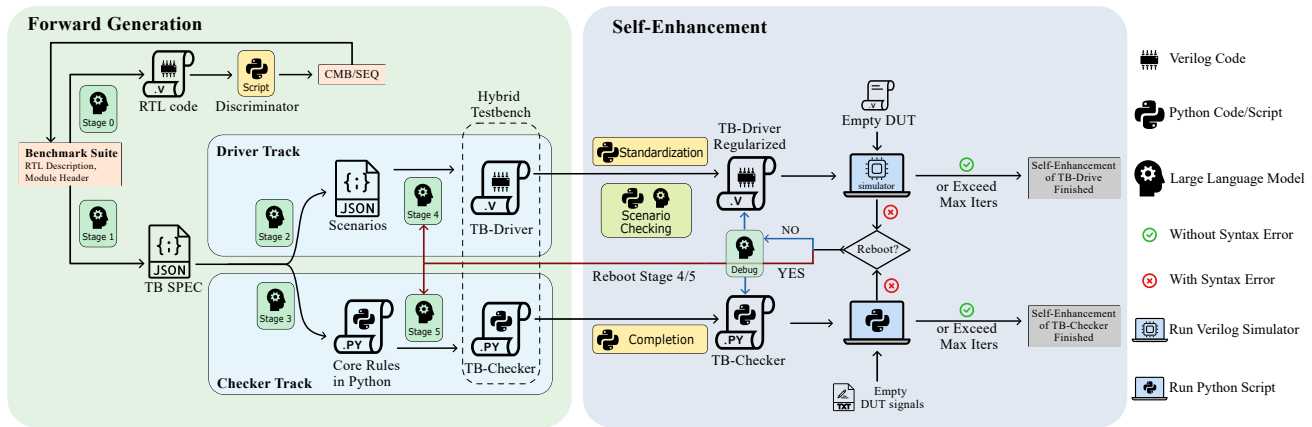 Forward Generation
Self-Enhancement
.V
RTL code
Script
Discriminator
CMB/SEQ
Stage 0
Benchmark Suite
RTL Description,
Module Header
Stage 1
{;}
JSON
TB SPEC
Driver Track
Stage 2
{;}
JSON
Scenarios
Stage 4
Hybrid
Testbench
.V
TB-Driver
Stage 3
.PY
Core Rules
in Python
Stage 5
.PY
TB-Checker
Checker Track
Standardization
Scenario
Checking
TB-Driver
Regularized
.V
.V
Empty DUT
simulator
or Exceed
Max Iters
Self-Enhancement
of TB-Drive
Finished
NO
Debug
Reboot?
YES
Reboot Stage 4/5
Completion
.PY
TB-Checker
or Exceed
Max Iters
Self-Enhancement
of TB-Checker
Finished
TXT
Empty
DUT signals
Verilog Code
Python Code/Script
Large Language Model
Without Syntax Error
With Syntax Error
Run Verilog Simulator
Run Python Script